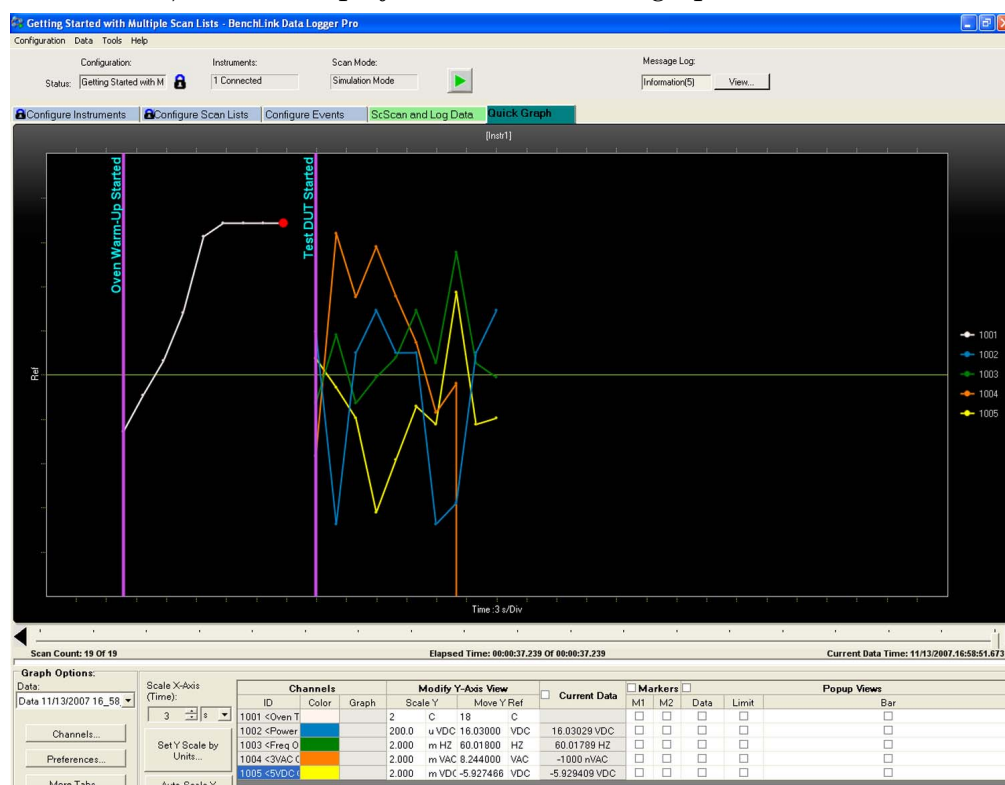 Getting Started with Multiple Scan Lists - BenchLink Data Logger Pro
Configuration Data Tools Help
Configuration: Instruments: Scan Mode: Message Log:
Status: Getting Started with M 1 Connected Simulation Mode Information(5) View...
Configure Instruments Configure Scan Lists Configure Events ScScan and Log Data Quick Graph
[Instr1]
Oven Warm-Up Started
Test DUT Started
Ref
1001
1002
1003
1004
1005
Time :3 s/Div
Scan Count: 19 Of 19 Elapsed Time: 00:00:37.239 Of 00:00:37.239 Current Data Time: 11/13/2007.16:58:51.673
Graph Options:
Data:
Data 11/13/2007 16_58_
Channels...
Preferences...
More Tabs
Scale X-Axis
(Time):
3 s
Set Y Scale by
Units...
Auto Scale Y
Channels Modify Y-Axis View Current Data Markers Popup Views
ID Color Graph Scale Y Move Y Ref M1 M2 Data Limit Bar
1001 <Oven T 2 C 18 C
1002 <Power 200.0 u VDC 16.03000 VDC 16.03029 VDC
1003 <Freq O 2.000 m HZ 60.01800 HZ 60.01789 HZ
1004 <3VAC ( 2.000 m VAC 8.244000 VAC -1000 nVAC
1005 <5VDC ( 2.000 m VDC -5.927466 VDC -5.929409 VDC